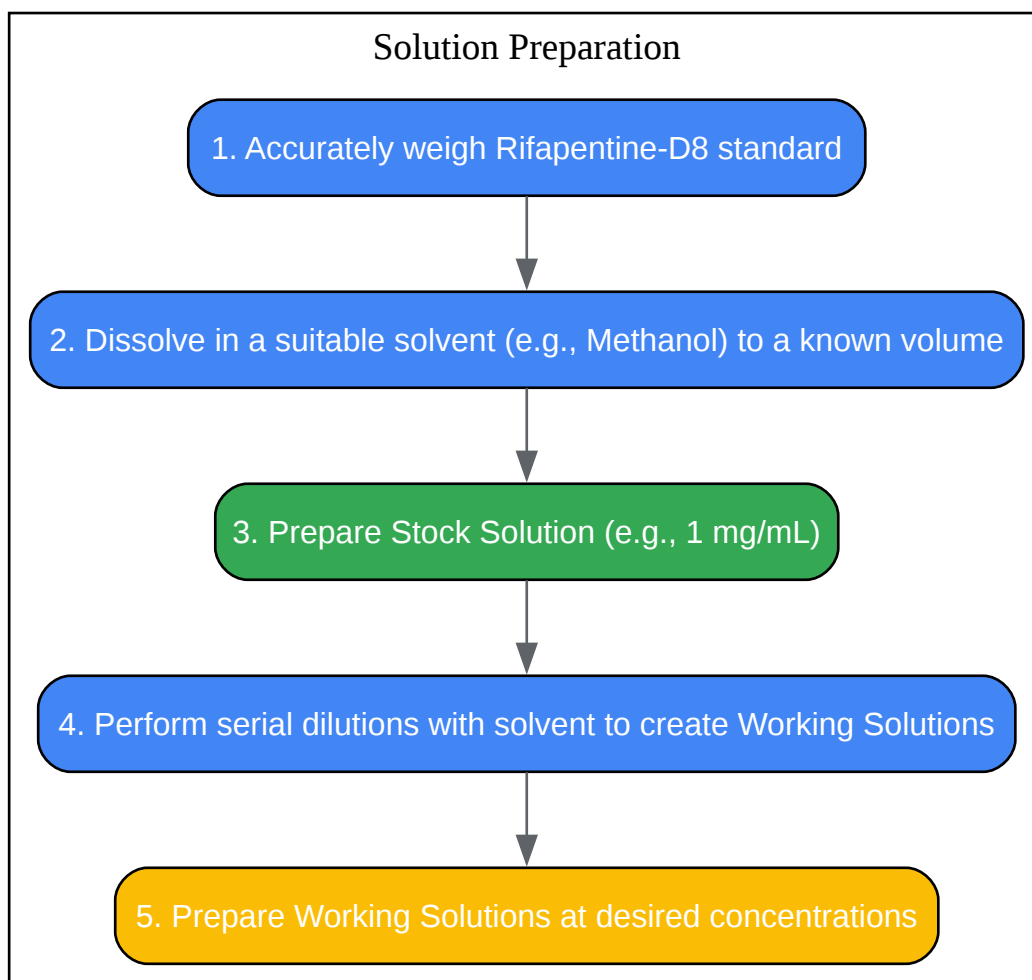 Solution Preparation
1. Accurately weigh Rifapentine-D8 standard
2. Dissolve in a suitable solvent (e.g., Methanol) to a known volume
3. Prepare Stock Solution (e.g., 1 mg/mL)
4. Perform serial dilutions with solvent to create Working Solutions
5. Prepare Working Solutions at desired concentrations